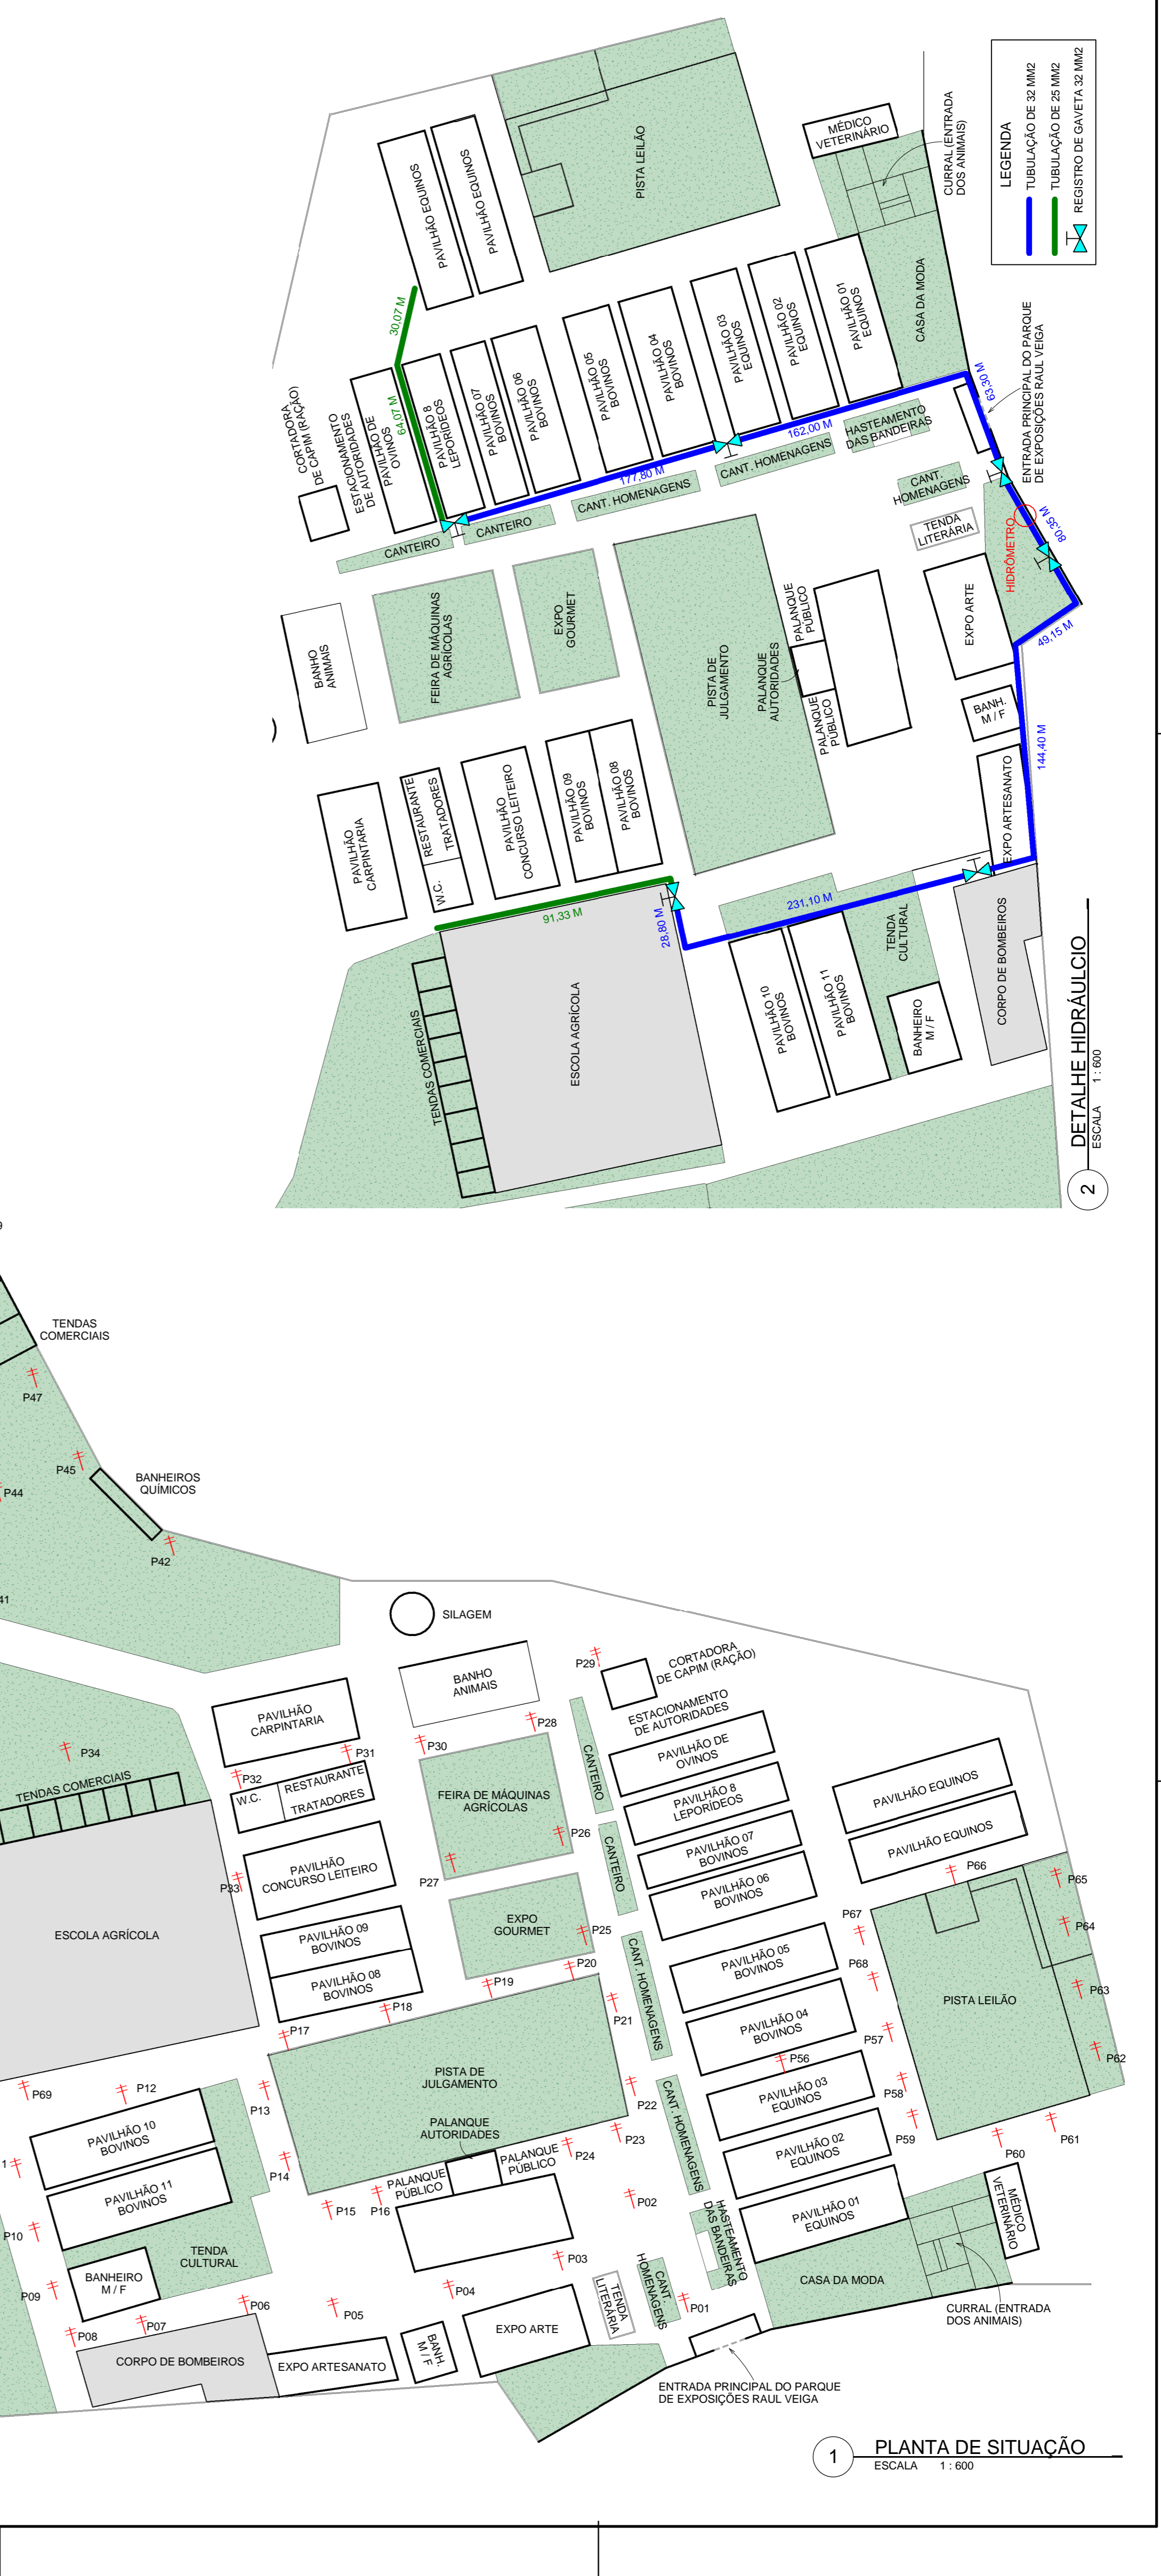 CORTADORA
DE CAPIM (RAÇÃO)
ESTACIONAMENTO
DE AUTORIDADES
PAVILHÃO DE
OVINOS
64,07 M
30,07 M
PAVILHÃO EQUINOS
PAVILHÃO EQUINOS
PAVILHÃO 8
LEPORÍDEOS
PAVILHÃO 07
BOVINOS
PAVILHÃO 06
BOVINOS
PAVILHÃO 05
BOVINOS
PAVILHÃO 04
BOVINOS
PAVILHÃO 03
EQUINOS
PAVILHÃO 02
EQUINOS
PAVILHÃO 01
EQUINOS
PISTA LEILÃO
MÉDICO
VETERINÁRIO
CURRAL (ENTRADA
DOS ANIMAIS)
CASA DA MODA
LEGENDA
TUBULAÇÃO DE 32 MM2
TUBULAÇÃO DE 25 MM2
REGISTRO DE GAVETA 32 MM2
CANTEIRO
CANTEIRO
177,80 M
CANT. HOMENAGENS
162,00 M
CANT. HOMENAGENS
HASTEAMENTO
DAS BANDEIRAS
CANT.
HOMENAGENS
TENDA
LITERÁRIA
63,30 M
ENTRADA PRINCIPAL DO PARQUE
DE EXPOSIÇÕES RAUL VEIGA
HIDRÔMETRO
80,35 M
49,15 M
144,40 M
BANHO
ANIMAIS
FEIRA DE MÁQUINAS
AGRÍCOLAS
EXPO
GOURMET
PISTA DE
JULGAMENTO
PALANQUE
AUTORIDADES
PALANQUE
PÚBLICO
PALANQUE
PÚBLICO
EXPO ARTE
BANH.
M / F
EXPO ARTESANATO
PAVILHÃO
CARPINTARIA
W.C.
RESTAURANTE
TRATADORES
PAVILHÃO
CONCURSO LEITEIRO
PAVILHÃO 09
BOVINOS
PAVILHÃO 08
BOVINOS
91,33 M
28,80 M
231,10 M
TENDAS COMERCIAIS
ESCOLA AGRÍCOLA
PAVILHÃO 10
BOVINOS
PAVILHÃO 11
BOVINOS
TENDA
CULTURAL
BANHEIRO
M / F
CORPO DE BOMBEIROS
2
DETALHE HIDRÁULCIO
ESCALA 1 : 600
9
TENDAS
COMERCIAIS
P47
P45
P44
BANHEIROS
QUÍMICOS
P42
41
SILAGEM
P29
CORTADORA
DE CAPIM (RAÇÃO)
BANHO
ANIMAIS
ESTACIONAMENTO
DE AUTORIDADES
PAVILHÃO
CARPINTARIA
P28
P30
P31
P34
P32
CANTEIRO
PAVILHÃO DE
OVINOS
TENDAS COMERCIAIS
W.C.
RESTAURANTE
TRATADORES
FEIRA DE MÁQUINAS
AGRÍCOLAS
PAVILHÃO 8
LEPORÍDEOS
PAVILHÃO EQUINOS
PAVILHÃO EQUINOS
P26
P27
PAVILHÃO 07
BOVINOS
CANTEIRO
PAVILHÃO
CONCURSO LEITEIRO
P33
PAVILHÃO 06
BOVINOS
P66
P65
ESCOLA AGRÍCOLA
PAVILHÃO 09
BOVINOS
EXPO
GOURMET
P25
P67
P64
CANT. HOMENAGENS
PAVILHÃO 05
BOVINOS
PAVILHÃO 08
BOVINOS
P20
P19
P68
P63
P18
P21
PAVILHÃO 04
BOVINOS
PISTA LEILÃO
P17
P57
P56
P62
PISTA DE
JULGAMENTO
PAVILHÃO 03
EQUINOS
P69
P12
P13
P22
P58
CANT. HOMENAGENS
PALANQUE
AUTORIDADES
P23
P24
P59
P60
P61
PAVILHÃO 10
BOVINOS
PAVILHÃO 02
EQUINOS
1
P14
PALANQUE
PÚBLICO
PALANQUE
PÚBLICO
PAVILHÃO 11
BOVINOS
P15
P16
P02
PAVILHÃO 01
EQUINOS
MÉDICO
VETERINÁRIO
P10
TENDA
CULTURAL
HASTEAMENTO
DAS BANDEIRAS
P03
BANHEIRO
M / F
P09
P04
CASA DA MODA
CANT.
HOMENAGENS
TENDA
LITERÁRIA
P01
P06
P05
P07
P08
CURRAL (ENTRADA
DOS ANIMAIS)
EXPO ARTE
BANH.
M / F
CORPO DE BOMBEIROS
EXPO ARTESANATO
ENTRADA PRINCIPAL DO PARQUE
DE EXPOSIÇÕES RAUL VEIGA
1
PLANTA DE SITUAÇÃO
ESCALA 1 : 600